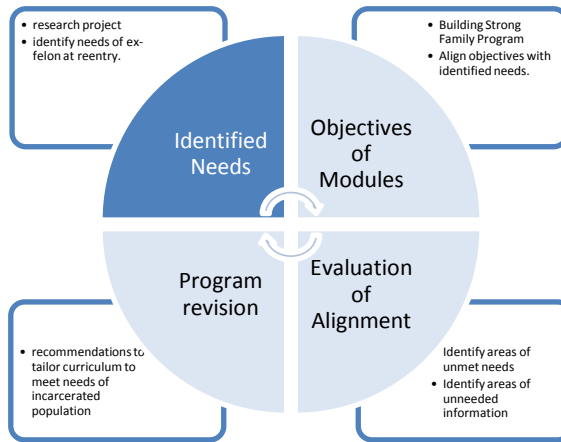 • research project
• identify needs of ex-
felon at reentry.
• Building Strong
Family Program
• Align objectives with
identified needs.
Identified
Needs
Objectives
of
Modules
Program
revision
Evaluation
of
Alignment
• recommendations to
tailor curriculum to
meet needs of
incarcerated
population
Identify areas of
unmet needs
• Identify areas of
unneeded
information